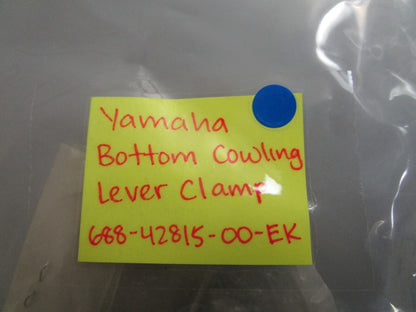 Yamaha
Bottom Cowling
Lever Clamp
688-42815-00-EK